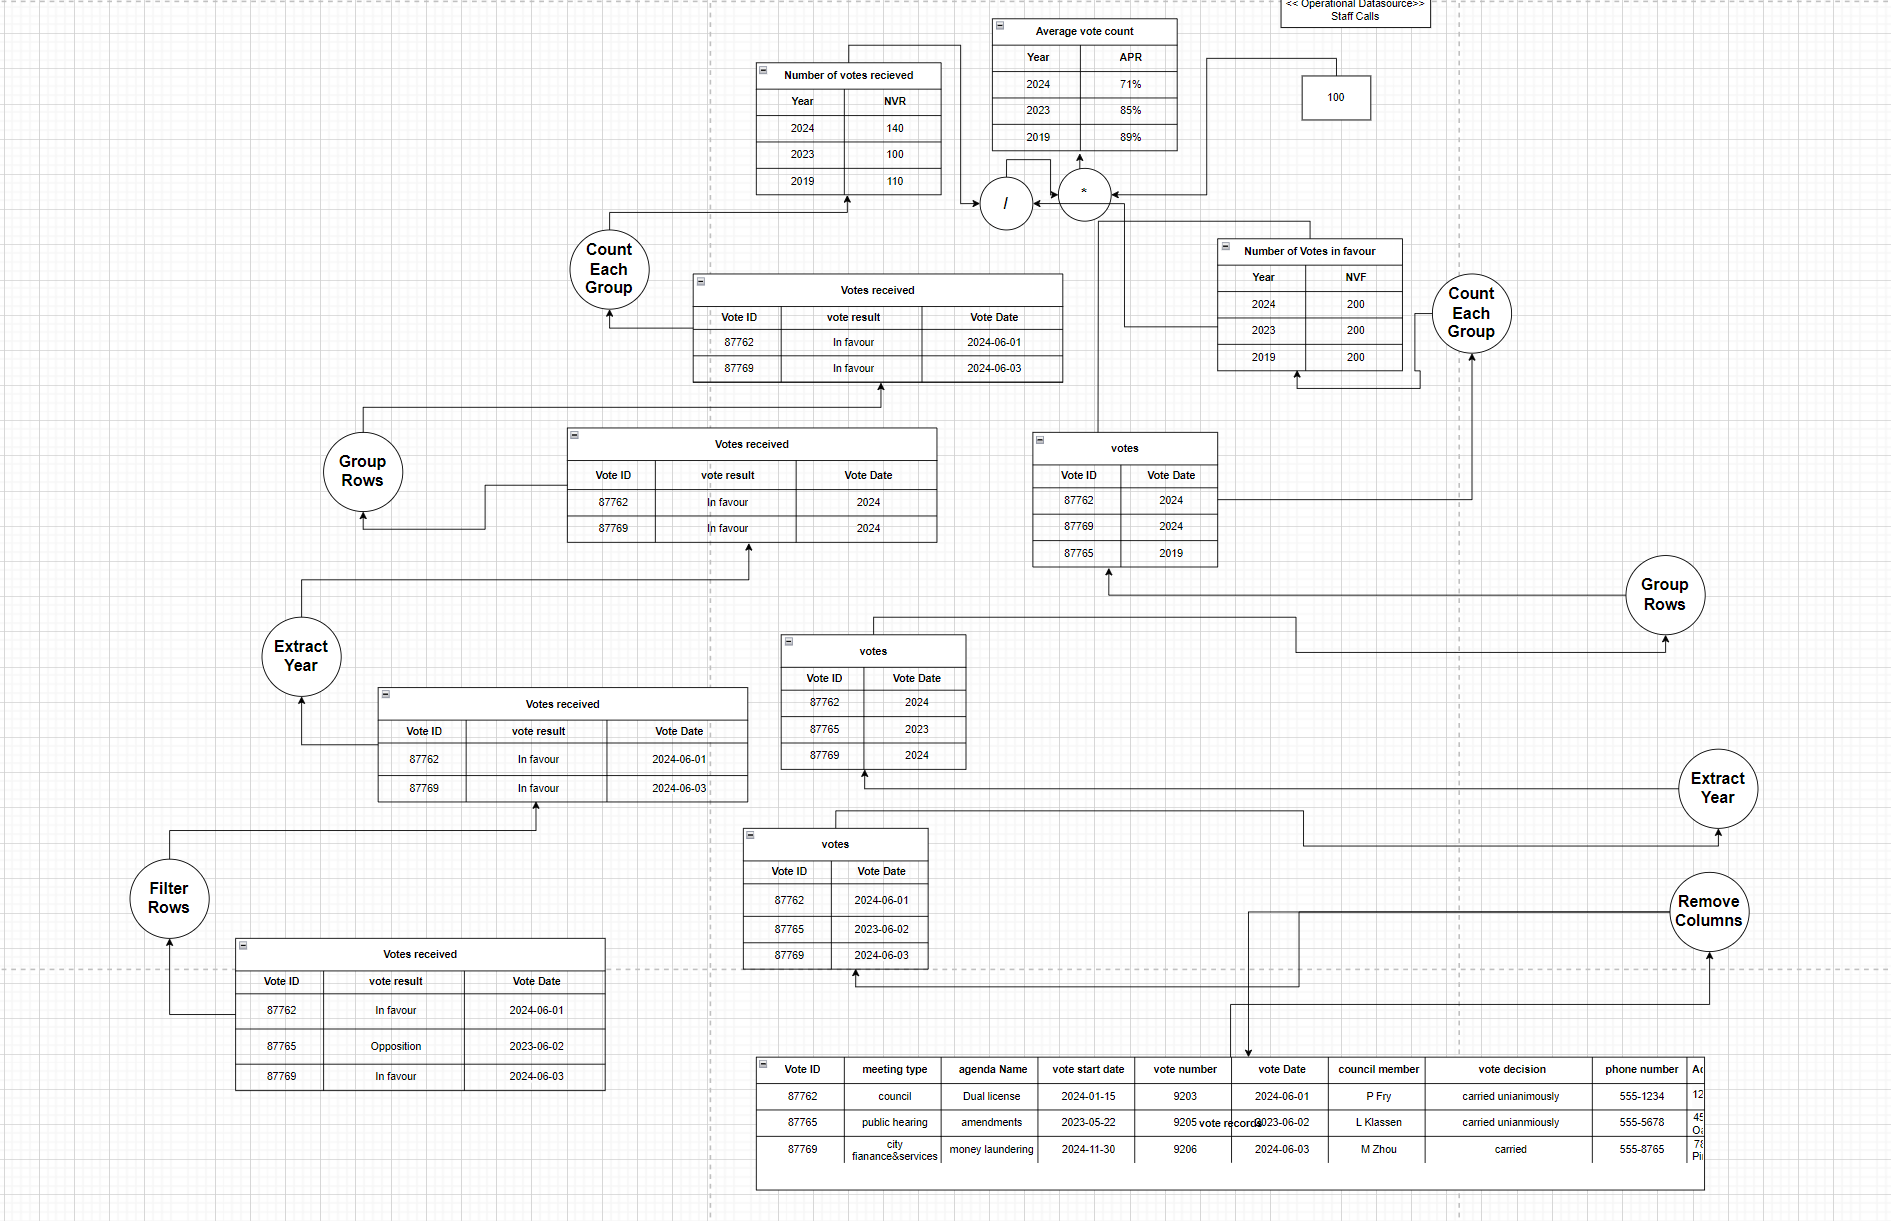 << Operational Datasource>>
Staff Calls
Average vote count
Year APR
2024 71%
2023 85%
2019 89%
Number of votes recieved
Year NVR
2024 140
2023 100
2019 110
100
/
*
Count
Each
Group
Votes received
Vote ID vote result Vote Date
87762 In favour 2024-06-01
87769 In favour 2024-06-03
Number of Votes in favour
Year NVF
2024 200
2023 200
2019 200
Count
Each
Group
Group
Rows
Votes received
Vote ID vote result Vote Date
87762 In favour 2024
87769 In favour 2024
votes
Vote ID Vote Date
87762 2024
87769 2024
87765 2019
Group
Rows
Extract
Year
votes
Vote ID Vote Date
87762 2024
87765 2023
87769 2024
Votes received
Vote ID vote result Vote Date
87762 In favour 2024-06-01
87769 In favour 2024-06-03
Extract
Year
votes
Vote ID Vote Date
87762 2024-06-01
87765 2023-06-02
87769 2024-06-03
Filter
Rows
Remove
Columns
Votes received
Vote ID vote result Vote Date
87762 In favour 2024-06-01
87765 Opposition 2023-06-02
87769 In favour 2024-06-03
Vote ID meeting type agenda Name vote start date vote number vote Date council member vote decision phone number
87762 council Dual license 2024-01-15 9203 2024-06-01 P Fry carried unianimously 555-1234 12
87765 public hearing amendments 2023-05-22 9205 vote records 2023-06-02 L Klassen carried unianmiously 555-5678 45
87769 city fianance&services money laundering 2024-11-30 9206 2024-06-03 M Zhou carried 555-8765 78